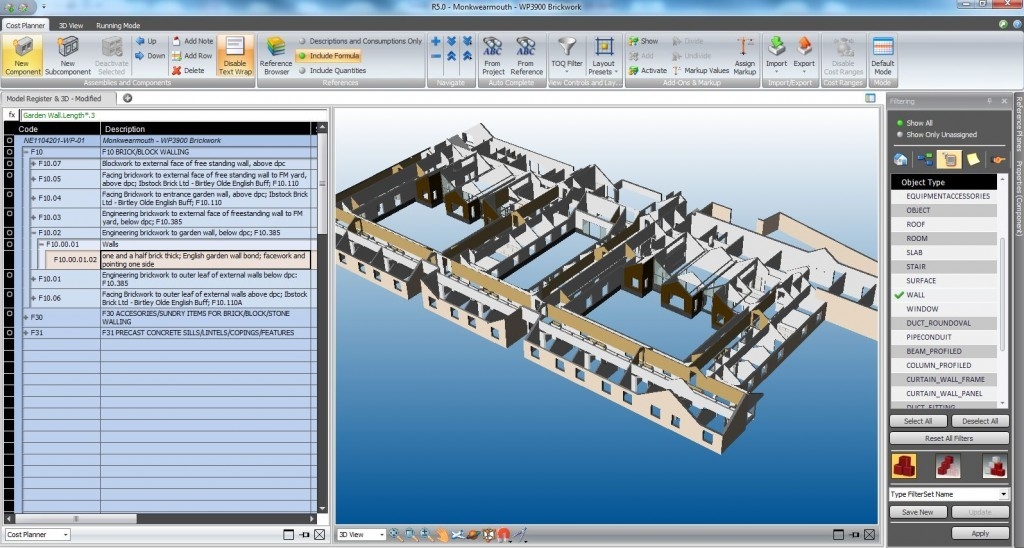 R5.0 - Monkwearmouth - WP3900 Brickwork
Cost Planner
3D View
Running Mode
New Component
New Subcomponent
Deactivate Selected
Up
Down
Add Note
Add Row
Delete
Disable Text Wrap
Assemblies and Components
Reference Browser
Descriptions and Consumptions Only
Include Formula
Include Quantities
References
Navigate
From Project
From Reference
Auto Complete
TOQ Filter
Layout Presets
View Controls and Lay...
Show
Add
Activate
Divide
Undivide
Markup Values
Assign Markup
Add-Ons & Markup
Import
Export
Import/Export
Disable Cost Ranges
Cost Ranges
Default Mode
Mode
Model Register & 3D - Modified
fx Garden Wall.Length*.3
Code Description
NE1104201-WP-01 Monkwearmouth - WP3900 Brickwork
F10 F10 BRICK/BLOCK WALLING
F10.07 Blockwork to external face of free standing wall, above dpc
F10.05 Facing brickwork to external face of freestanding wall to FM yard,
above dpc; Ibstock Brick Ltd - Birtley Olde English Buff; F10.110
F10.04 Facing Brickwork to entrance garden wall, above dpc; Ibstock Brick
Ltd - Birtley Olde English Buff; F10.110
F10.03 Engineering brickwork to external face of freestanding wall to FM
yard, below dpc; F10.385
F10.02 Engineering brickwork to garden wall, below dpc; F10.385
F10.00.01 Walls
F10.00.01.02 one and a half brick thick; English garden wall bond; facework and
pointing one side
F10.01 Engineering brickwork to outer leaf of external walls below dpc:
F10.385
F10.06 Facing Brickwork to outer leaf of external walls above dpc; Ibstock
Brick Ltd - Birtley Olde English Buff; F10.110A
F30 F30 ACCESORIES/SUNDRY ITEMS FOR BRICK/BLOCK/STONE
WALLING
F31 F31 PRECAST CONCRETE SILLS/LINTELS/COPINGS/FEATURES
Cost Planner
3D View
Filtering
Show All
Show Only Unassigned
Object Type
EQUIPMENTACCESSORIES
OBJECT
ROOF
ROOM
SLAB
STAIR
SURFACE
WALL
WINDOW
DUCT_ROUNDOVAL
PIPECONDUIT
BEAM_PROFILED
COLUMN_PROFILED
CURTAIN_WALL_FRAME
CURTAIN_WALL_PANEL
DUCT_FITTING
Select All
Deselect All
Reset All Filters
Type FilterSet Name
Save New
Update
Apply
Reference Planes
Properties (Component)